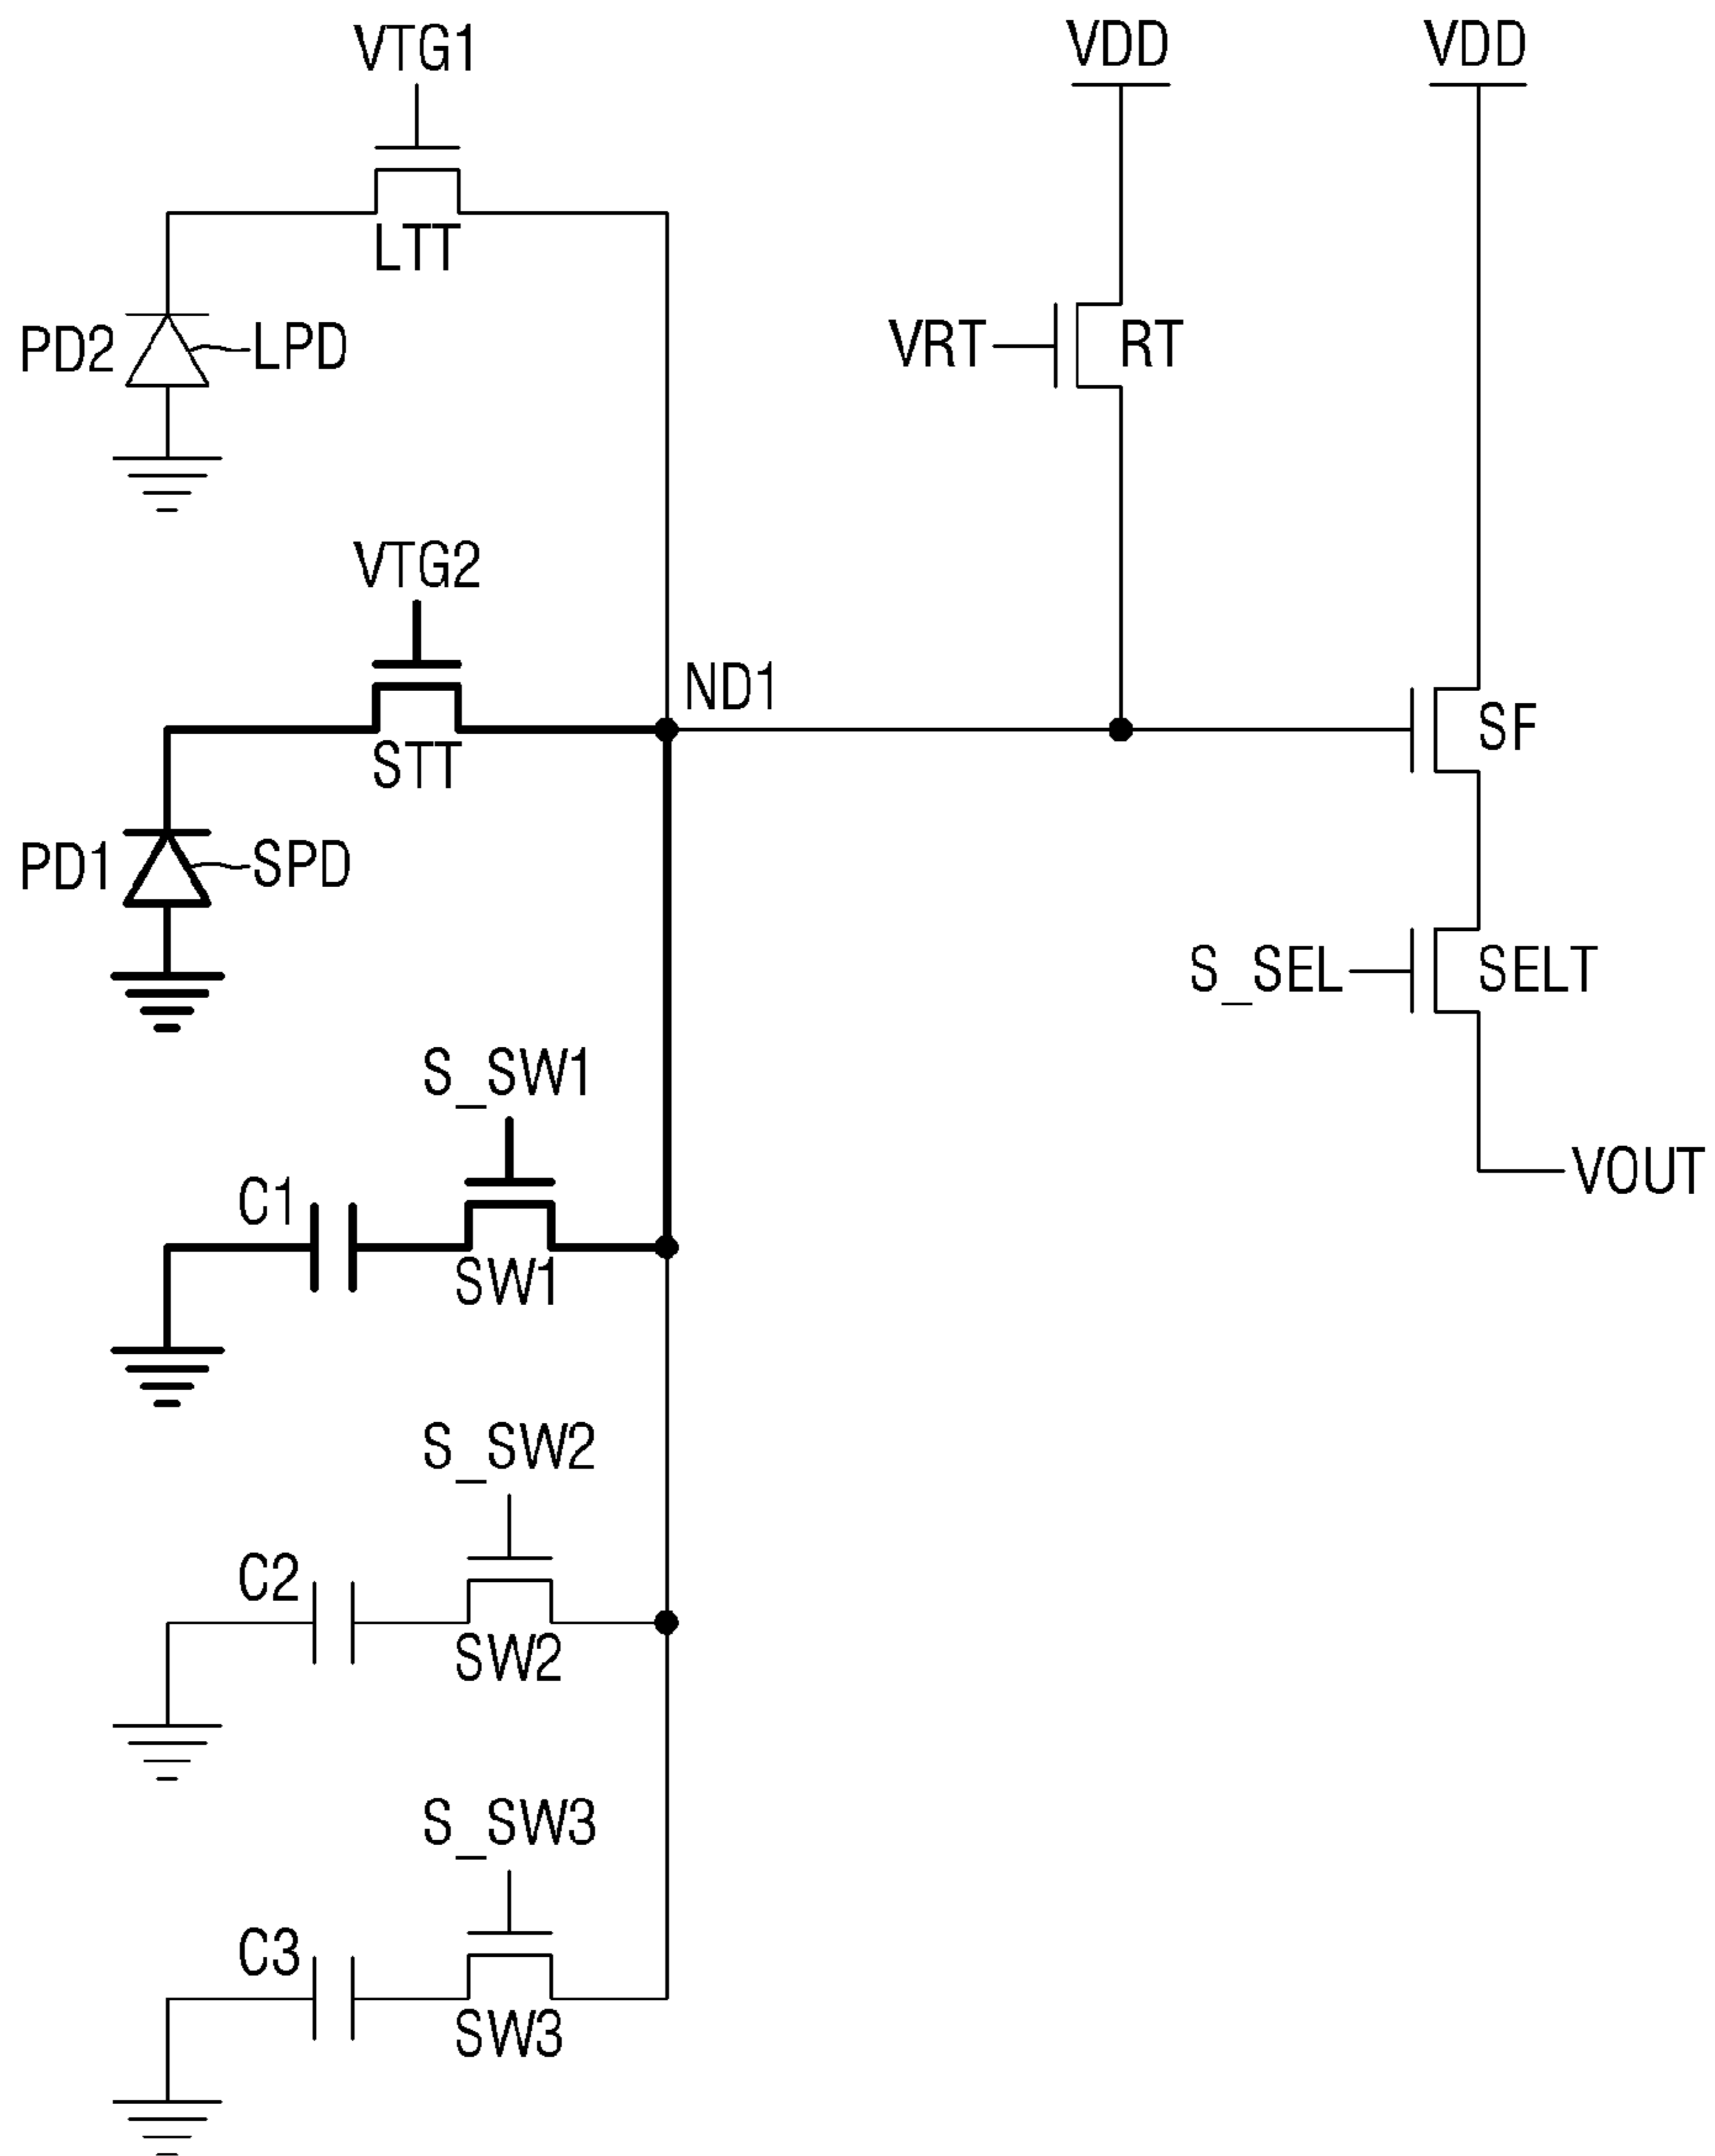 VTG1
VDD
VDD
LTT
PD2
LPD
VRT
RT
VTG2
ND1
STT
SF
PD1
SPD
S_SEL
SELT
S_SW1
VOUT
C1
SW1
S_SW2
C2
SW2
S_SW3
C3
SW3